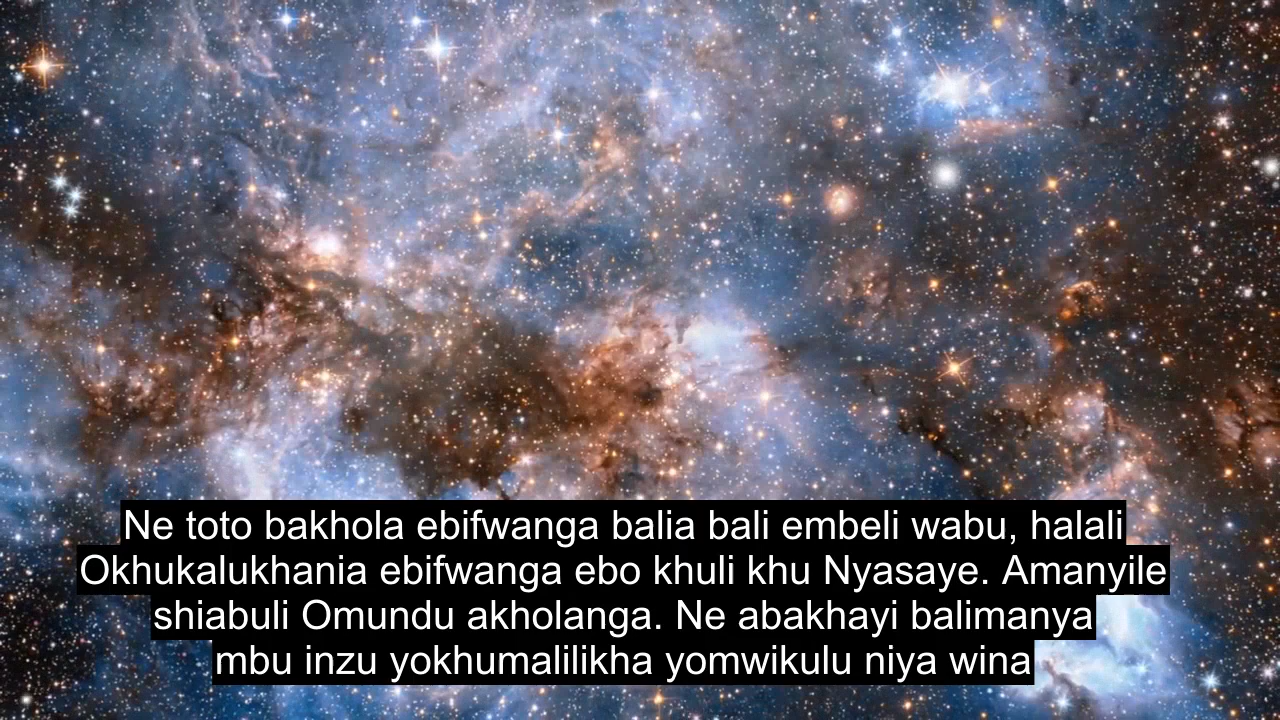 Ne toto bakhola ebifwanga balia bali embeli wabu, halali
Okhukalukhania ebifwanga ebo khuli khu Nyasaye. Amanyile
shiabuli Omundu akholanga. Ne abakhayi balimanya
mbu inzu yokhumalilikha yomwikulu niya wina